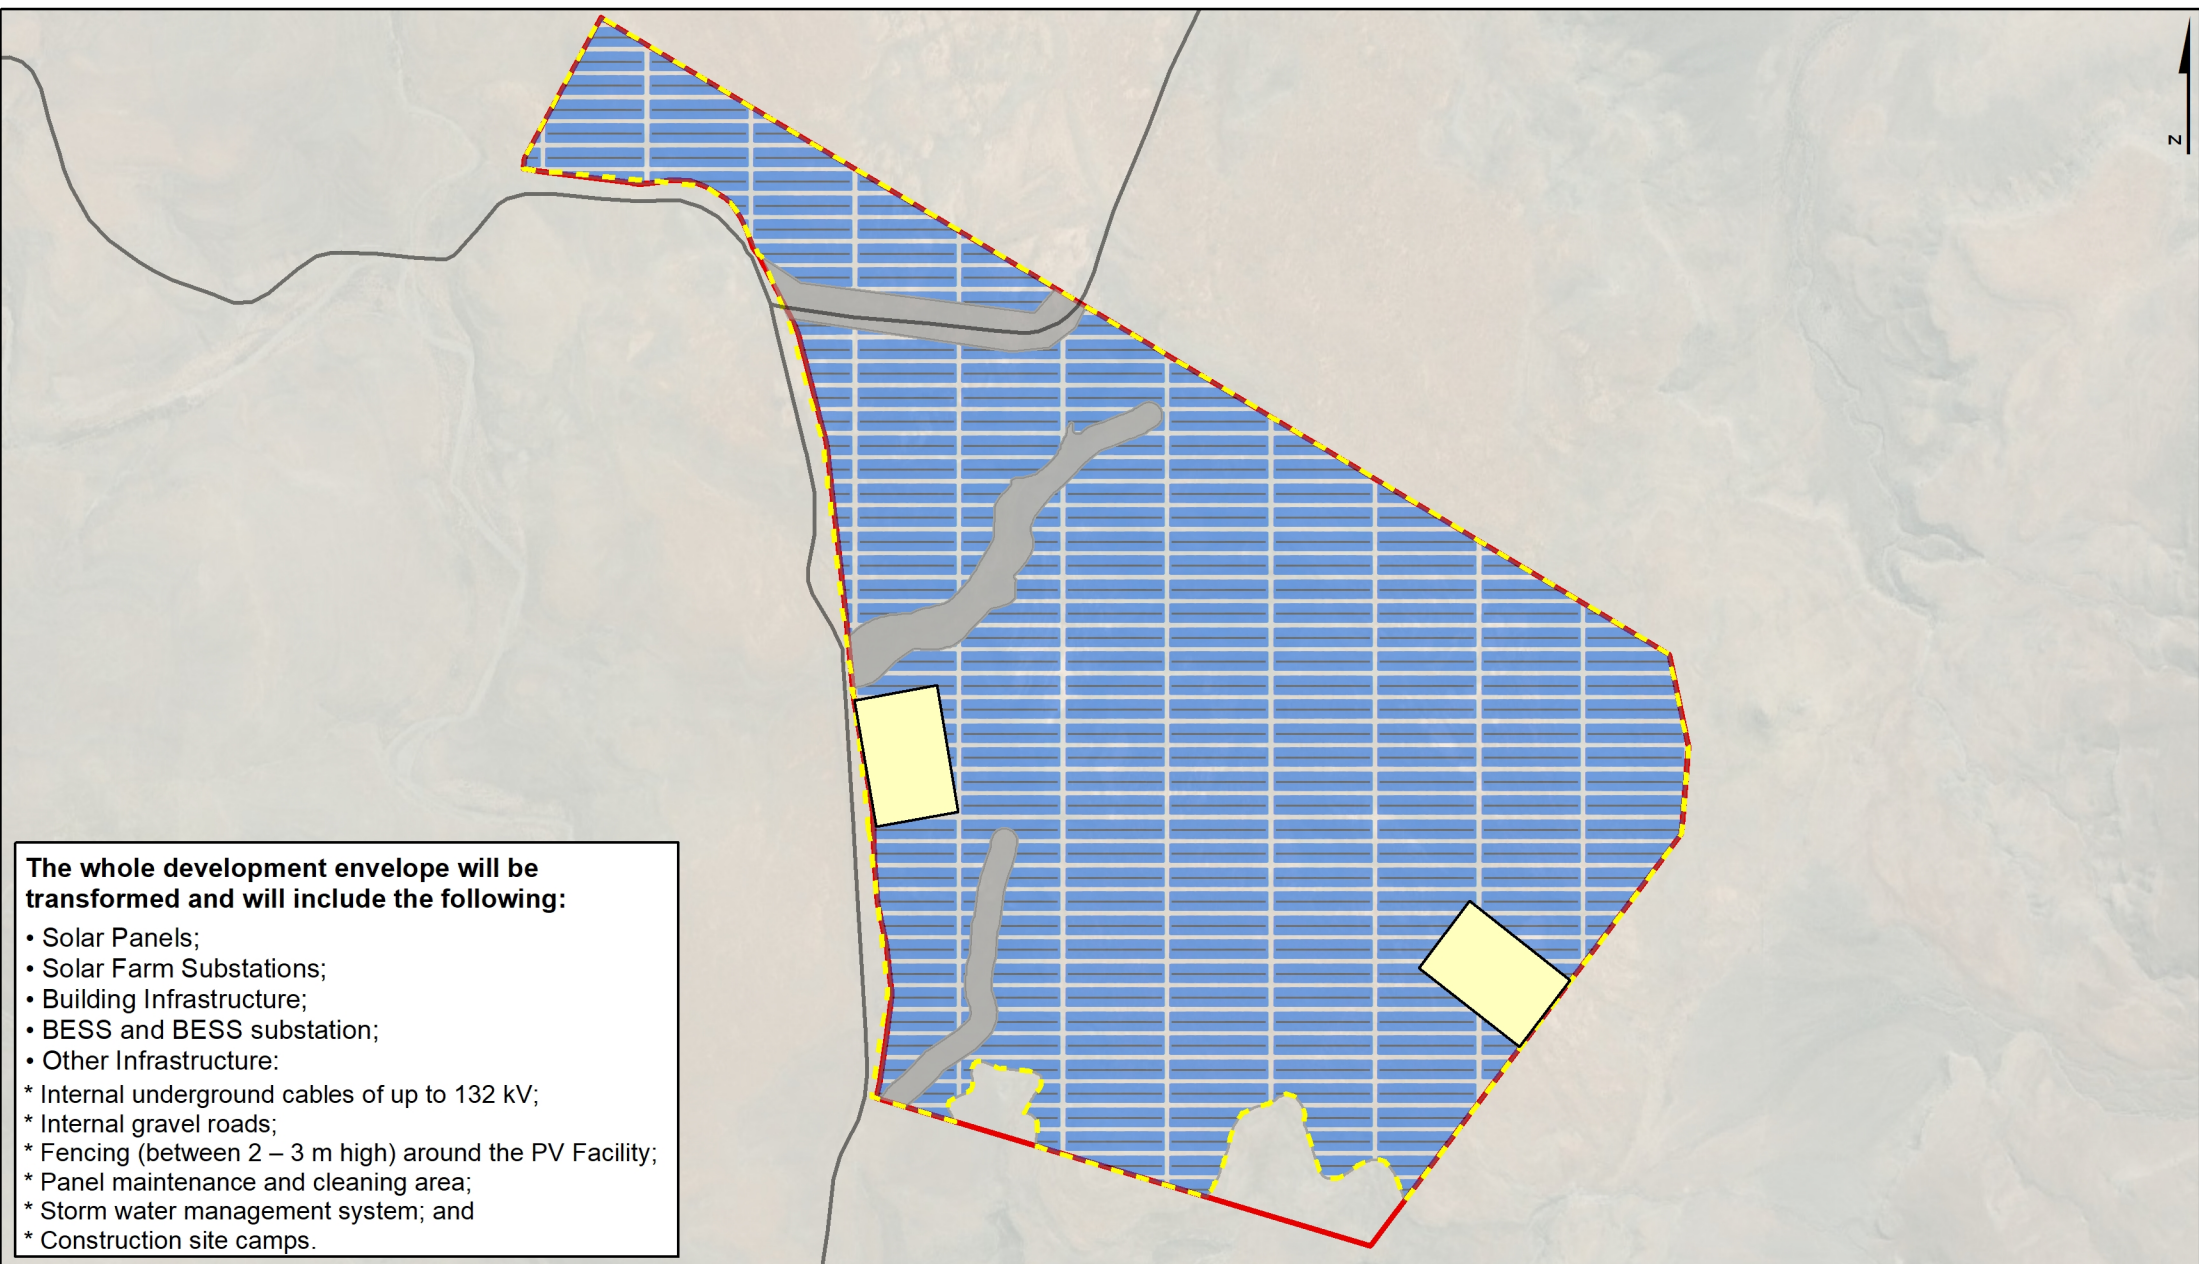 N
The whole development envelope will be
transformed and will include the following:
• Solar Panels;
• Solar Farm Substations;
• Building Infrastructure;
• BESS and BESS substation;
• Other Infrastructure:
* Internal underground cables of up to 132 kV;
* Internal gravel roads;
* Fencing (between 2 – 3 m high) around the PV Facility;
* Panel maintenance and cleaning area;
* Storm water management system; and
* Construction site camps.